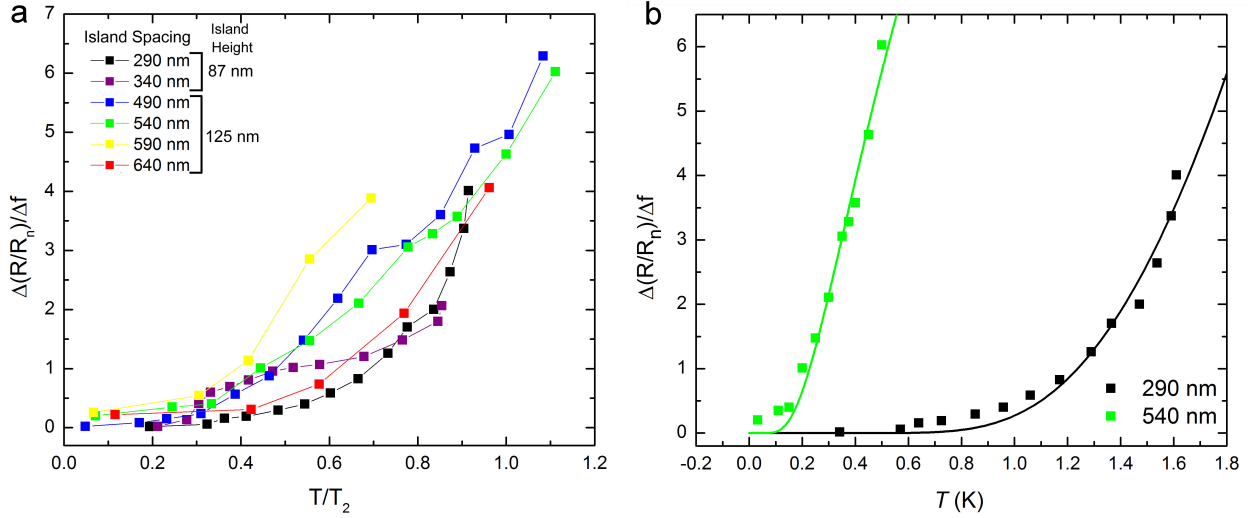 a
Δ(R/Rn)/Δf
7
6
5
4
3
2
1
0
0.0 0.2 0.4 0.6 0.8 1.0 1.2
T/T2
Island Spacing
Island Height
290 nm
340 nm
87 nm
490 nm
540 nm
590 nm
640 nm
125 nm
b
Δ(R/Rn)/Δf
6
5
4
3
2
1
0
-0.2 0.0 0.2 0.4 0.6 0.8 1.0 1.2 1.4 1.6 1.8
T (K)
290 nm
540 nm